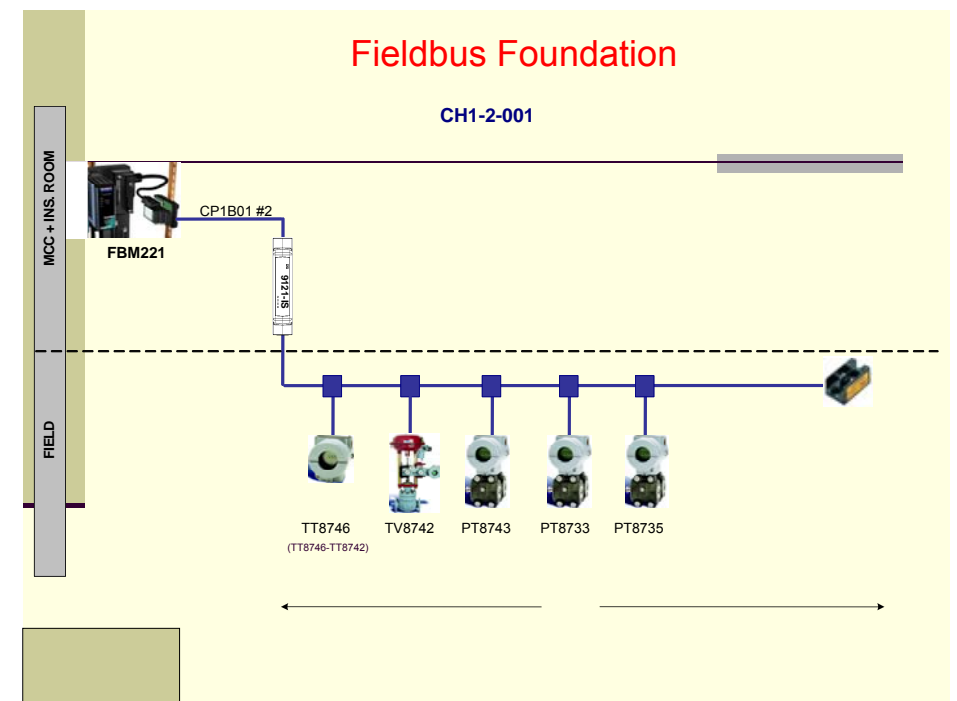 Fieldbus Foundation
CH1-2-001
MCC + INS. ROOM
CP1B01 #2
FBM221
9121-IS
FIELD
TT8746
(TT8746-TT8742)
TV8742
PT8743
PT8733
PT8735